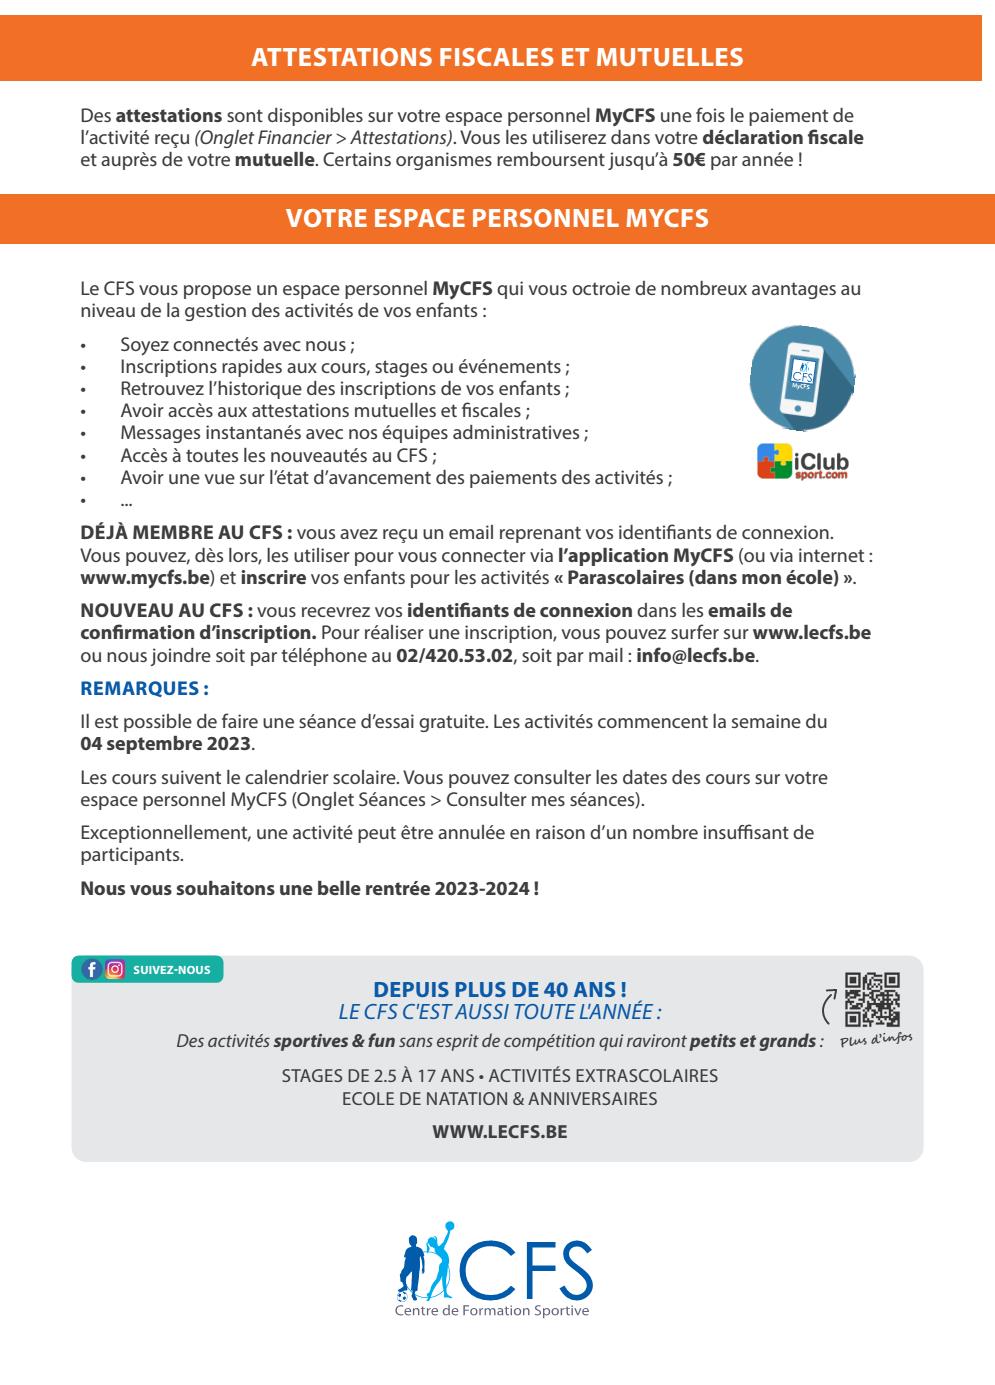 ATTESTATIONS FISCALES ET MUTUELLES
Des attestations sont disponibles sur votre espace personnel MyCFS une fois le paiement de
l'activité reçu (Onglet Financier > Attestations). Vous les utiliserez dans votre déclaration fiscale
et auprès de votre mutuelle. Certains organismes remboursent jusqu'à 50€ par année !
VOTRE ESPACE PERSONNEL MYCFS
Le CFS vous propose un espace personnel MyCFS qui vous octroie de nombreux avantages au
niveau de la gestion des activités de vos enfants :
• Soyez connectés avec nous ;
• Inscriptions rapides aux cours, stages ou événements ;
• Retrouvez l'historique des inscriptions de vos enfants ;
• Avoir accès aux attestations mutuelles et fiscales ;
• Messages instantanés avec nos équipes administratives ;
• Accès à toutes les nouveautés au CFS ;
• Avoir une vue sur l'état d'avancement des paiements des activités ;
• ...
CFS
MyCFS
iClub
sport.com
DÉJÀ MEMBRE AU CFS : vous avez reçu un email reprenant vos identifiants de connexion.
Vous pouvez, dès lors, les utiliser pour vous connecter via l'application MyCFS (ou via internet :
www.mycfs.be) et inscrire vos enfants pour les activités « Parascolaires (dans mon école) ».
NOUVEAU AU CFS : vous recevrez vos identifiants de connexion dans les emails de
confirmation d'inscription. Pour réaliser une inscription, vous pouvez surfer sur www.lecfs.be
ou nous joindre soit par téléphone au 02/420.53.02, soit par mail : info@lecfs.be.
REMARQUES :
Il est possible de faire une séance d'essai gratuite. Les activités commencent la semaine du
04 septembre 2023.
Les cours suivent le calendrier scolaire. Vous pouvez consulter les dates des cours sur votre
espace personnel MyCFS (Onglet Séances > Consulter mes séances).
Exceptionnellement, une activité peut être annulée en raison d'un nombre insuffisant de
participants.
Nous vous souhaitons une belle rentrée 2023-2024 !
SUIVEZ-NOUS
DEPUIS PLUS DE 40 ANS !
LE CFS C'EST AUSSI TOUTE L'ANNÉE :
Des activités sportives & fun sans esprit de compétition qui raviront petits et grands :
Plus d'infos
STAGES DE 2.5 À 17 ANS • ACTIVITÉS EXTRASCOLAIRES
ECOLE DE NATATION & ANNIVERSAIRES
WWW.LECFS.BE
CFS
Centre de Formation Sportive